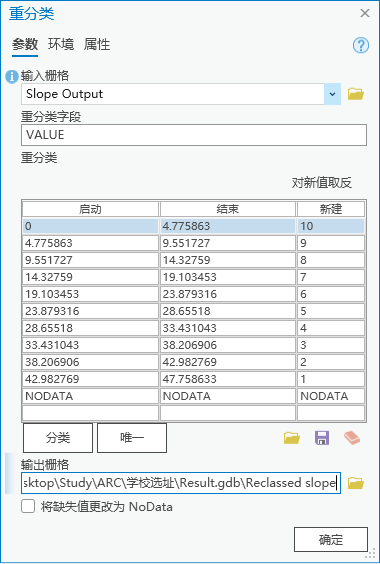 重分类
参数 环境 属性
输入栅格
Slope Output
重分类字段
VALUE
重分类
对新值取反
启动 结束 新建
0 4.775863 10
4.775863 9.551727 9
9.551727 14.32759 8
14.32759 19.103453 7
19.103453 23.879316 6
23.879316 28.65518 5
28.65518 33.431043 4
33.431043 38.206906 3
38.206906 42.982769 2
42.982769 47.758633 1
NODATA NODATA NODATA
分类 唯一
输出栅格
sktop\Study\ARC\学校选址\Result.gdb\Reclassed slope
将缺失值更改为 NoData
确定